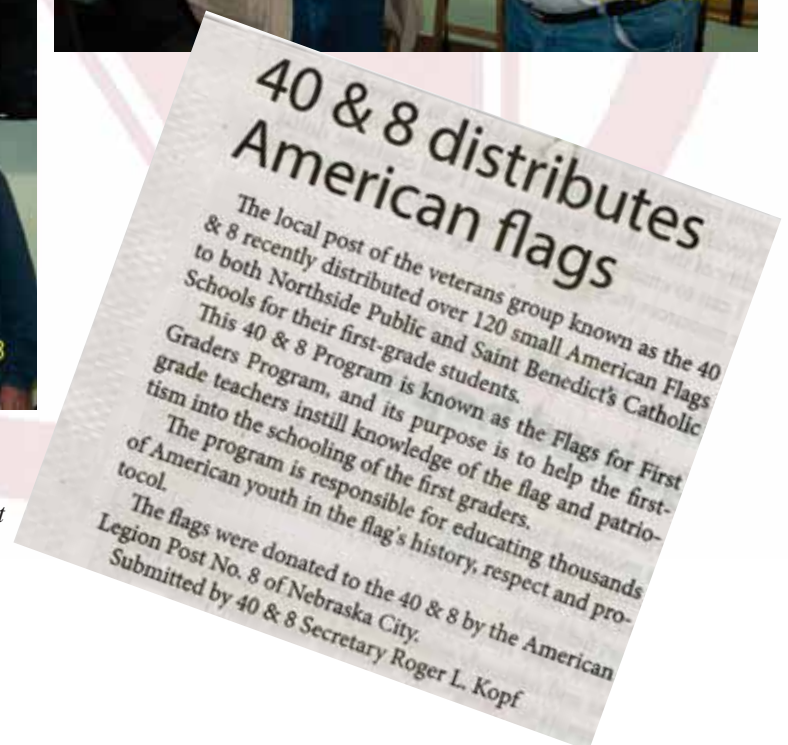 40 & 8 distributes
American flags
The local post of the veterans group known as the 40
& 8 recently distributed over 120 small American Flags
to both Northside Public and Saint Benedict's Catholic
Schools for their first-grade students.
This 40 & 8 Program is known as the Flags for First
Graders Program, and its purpose is to help the first-
grade teachers instill knowledge of the flag and patrio-
tism into the schooling of the first graders.
The program is responsible for educating thousands
of American youth in the flag's history, respect and pro-
tocol.
The flags were donated to the 40 & 8 by the American
Legion Post No. 8 of Nebraska City.
Submitted by 40 & 8 Secretary Roger L. Kopf